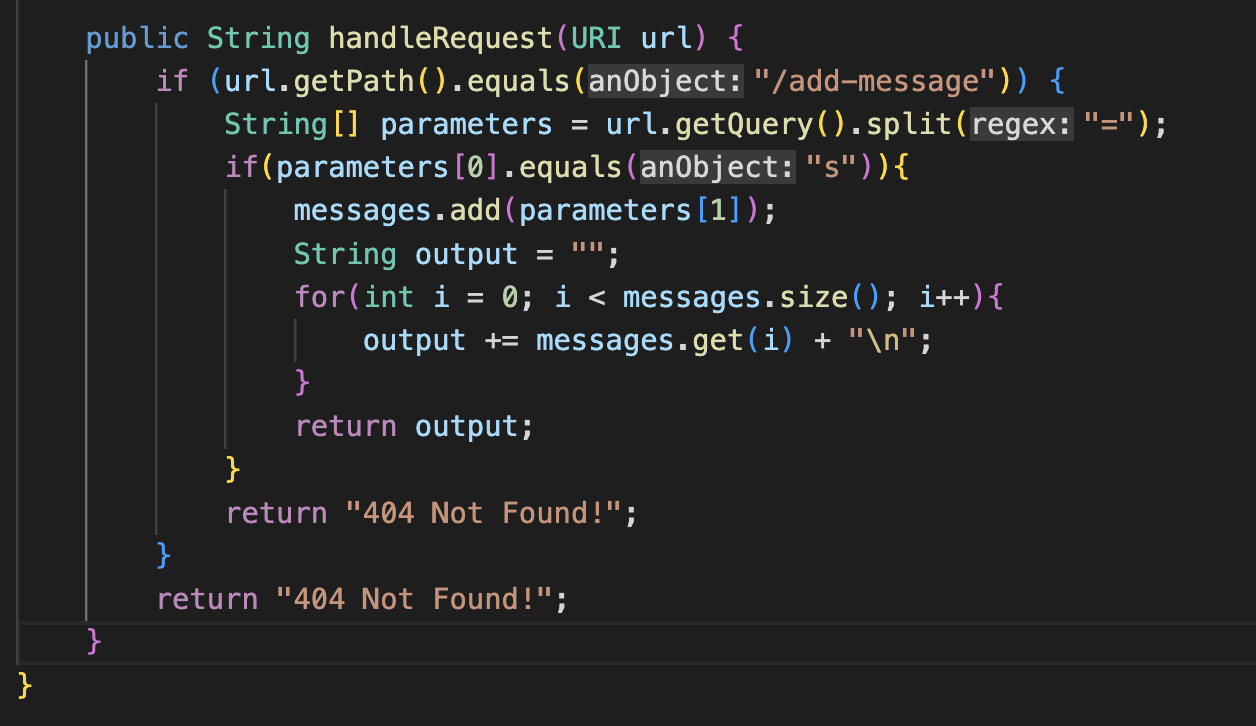 public String handleRequest(URI url) {
if (url.getPath().equals(anObject: "/add-message")) {
String[] parameters = url.getQuery().split(regex: "=");
if(parameters[0].equals(anObject: "s")){
messages.add(parameters[1]);
String output = "";
for(int i = 0; i < messages.size(); i++){
output += messages.get(i) + "\n";
}
return output;
}
return "404 Not Found!";
}
return "404 Not Found!";
}
}